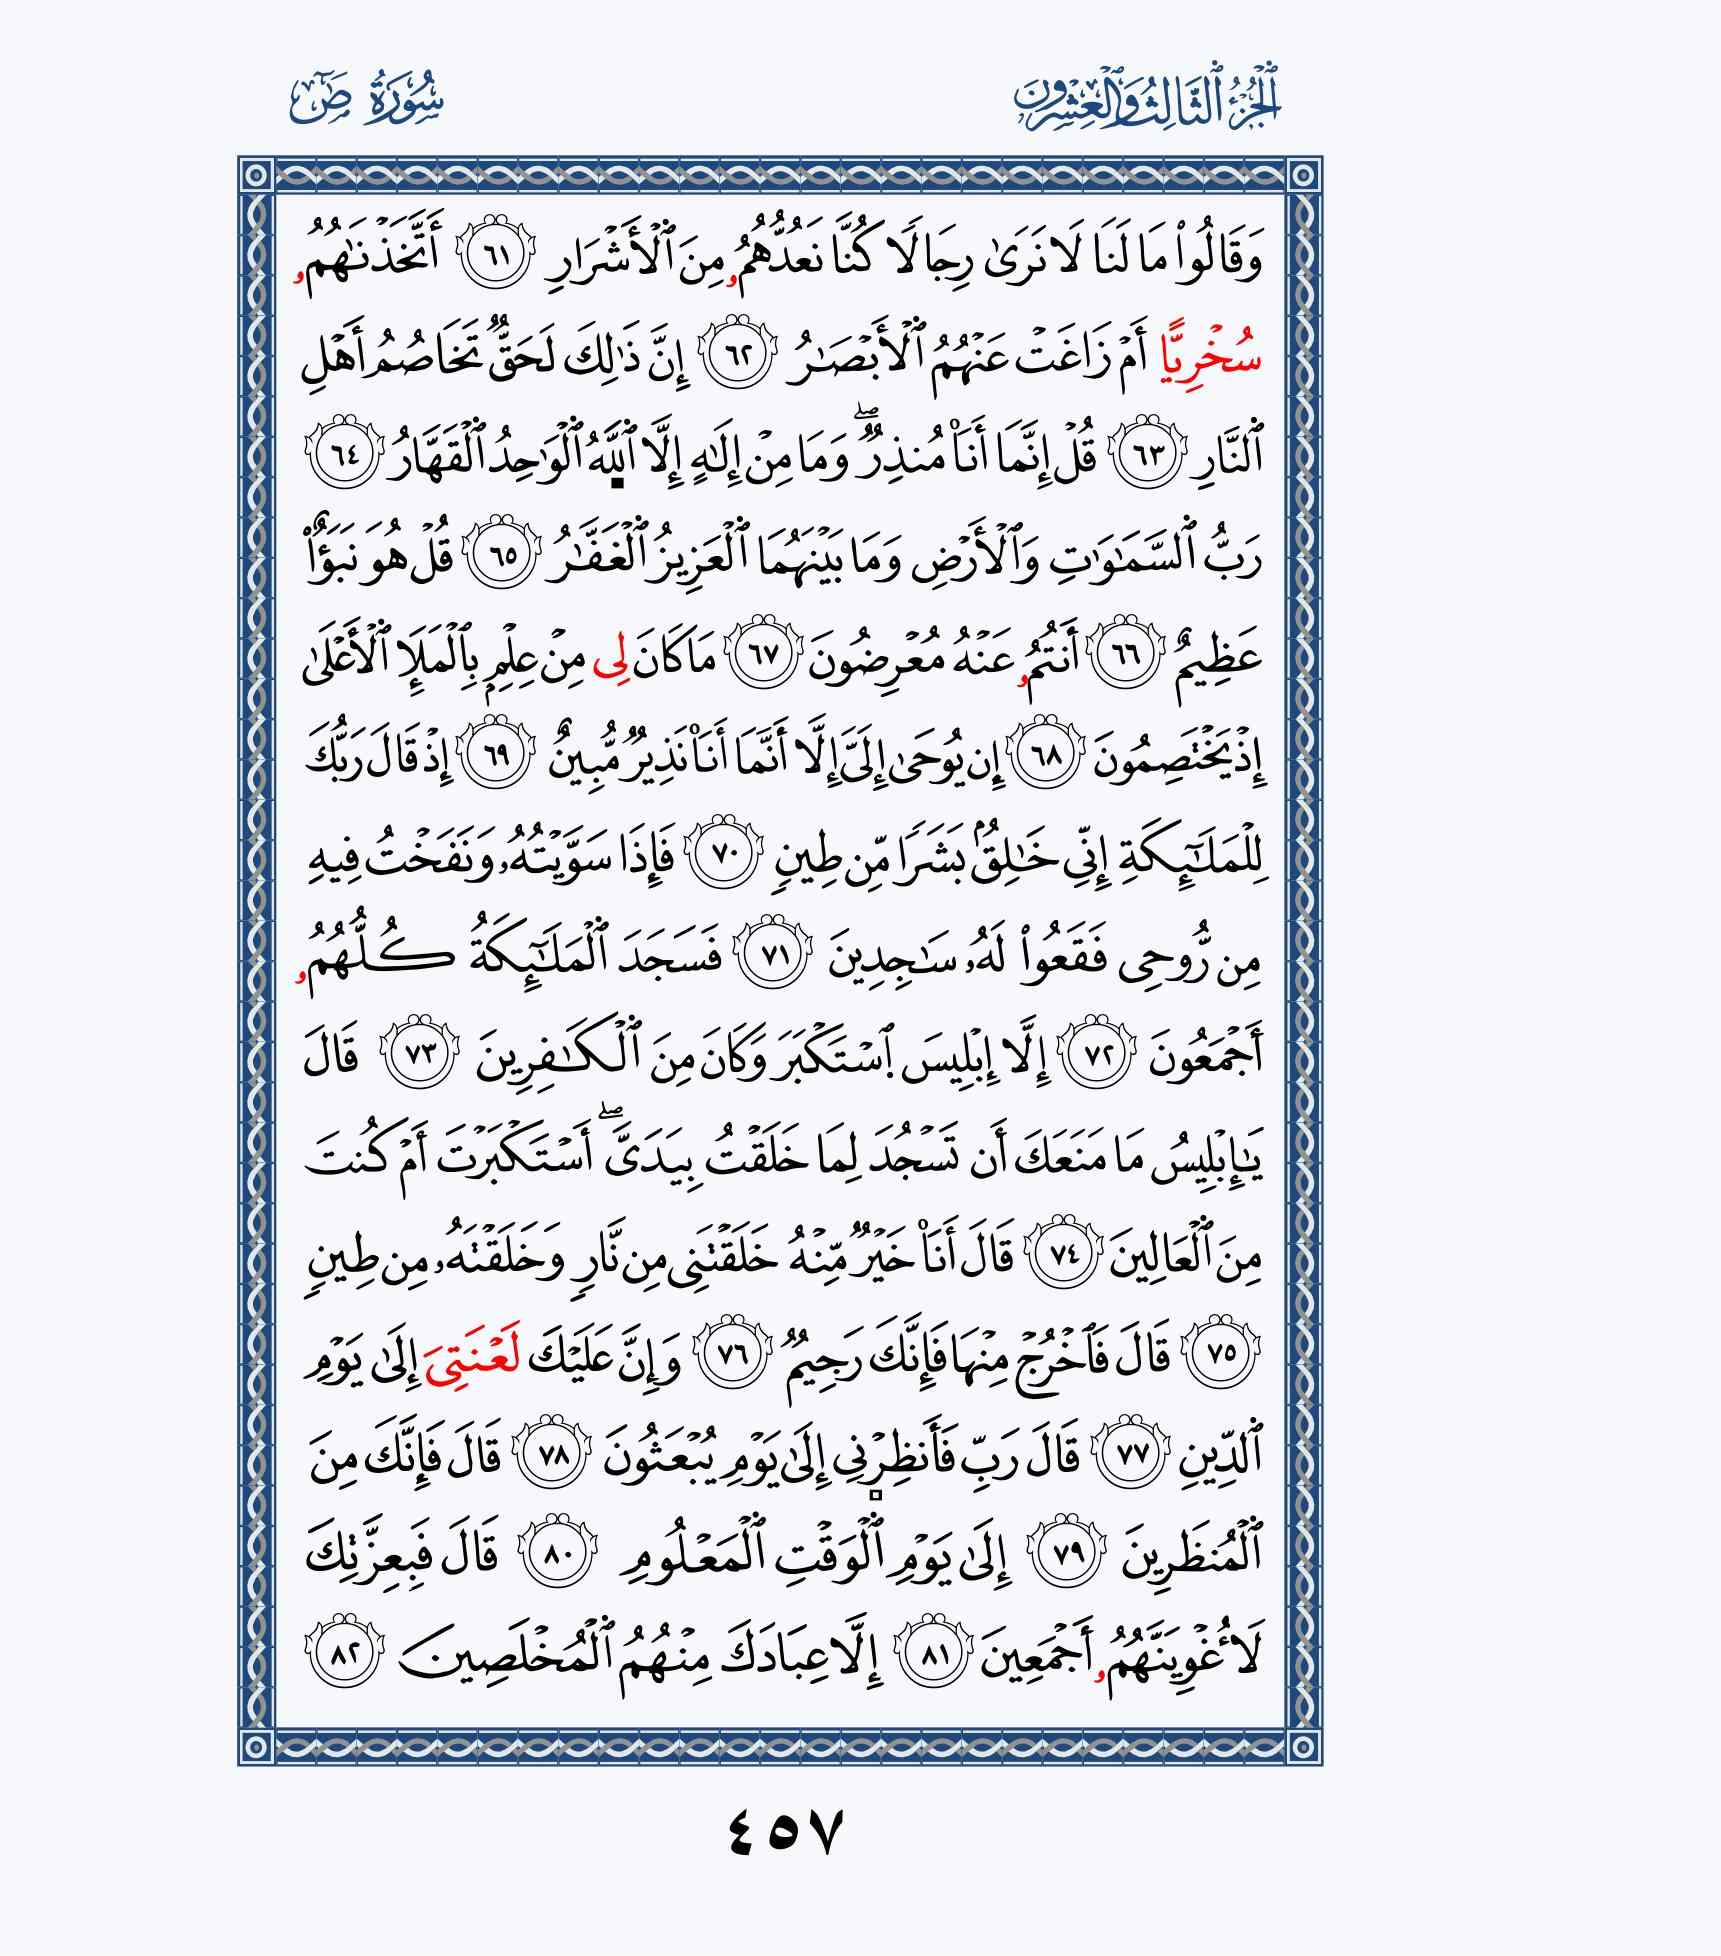 الجُزْءُ الثَّالِثُ وَالْعِشْرُونَ
سُورَةُ صٓ
وَقَالُوا۟ مَا لَنَا لَا نَرَىٰ رِجَالًا كُنَّا نَعُدُّهُمُۥ مِنَ ٱلْأَشْرَارِ ٦١ أَتَّخَذْنَٰهُمُۥ
سُخْرِيًّا أَمْ زَاغَتْ عَنْهُمُ ٱلْأَبْصَٰرُ ٦٢ إِنَّ ذَٰلِكَ لَحَقٌّ تَخَاصُمُ أَهْلِ
ٱلنَّارِ ٦٣ قُلْ إِنَّمَا أَنَا۠ مُنذِرٌ ۖ وَمَا مِنْ إِلَٰهٍ إِلَّا ٱللَّهُ ٱلْوَٰحِدُ ٱلْقَهَّارُ ٦٤
رَبُّ ٱلسَّمَٰوَٰتِ وَٱلْأَرْضِ وَمَا بَيْنَهُمَا ٱلْعَزِيزُ ٱلْغَفَّٰرُ ٦٥ قُلْ هُوَ نَبَؤٌا۟
عَظِيمٌ ٦٦ أَنتُمُۥ عَنْهُ مُعْرِضُونَ ٦٧ مَا كَانَ لِى مِنْ عِلْمٍۭ بِٱلْمَلَإِ ٱلْأَعْلَىٰ
إِذْ يَخْتَصِمُونَ ٦٨ إِن يُوحَىٰ إِلَىَّ إِلَّا أَنَّمَا أَنَا۠ نَذِيرٌ مُّبِينٌ ٦٩ إِذْ قَالَ رَبُّكَ
لِلْمَلَٰٓئِكَةِ إِنِّى خَٰلِقٌۢ بَشَرًا مِّن طِينٍ ٧٠ فَإِذَا سَوَّيْتُهُۥ وَنَفَخْتُ فِيهِ
مِن رُّوحِى فَقَعُوا۟ لَهُۥ سَٰجِدِينَ ٧١ فَسَجَدَ ٱلْمَلَٰٓئِكَةُ كُلُّهُمُۥ
أَجْمَعُونَ ٧٢ إِلَّا إِبْلِيسَ ٱسْتَكْبَرَ وَكَانَ مِنَ ٱلْكَٰفِرِينَ ٧٣ قَالَ
يَٰإِبْلِيسُ مَا مَنَعَكَ أَن تَسْجُدَ لِمَا خَلَقْتُ بِيَدَىَّ ۖ أَسْتَكْبَرْتَ أَمْ كُنتَ
مِنَ ٱلْعَالِينَ ٧٤ قَالَ أَنَا۠ خَيْرٌ مِّنْهُ خَلَقْتَنِى مِن نَّارٍ وَخَلَقْتَهُۥ مِن طِينٍ
٧٥ قَالَ فَٱخْرُجْ مِنْهَا فَإِنَّكَ رَجِيمٌ ٧٦ وَإِنَّ عَلَيْكَ لَعْنَتِىَ إِلَىٰ يَوْمِ
ٱلدِّينِ ٧٧ قَالَ رَبِّ فَأَنظِرْنِى إِلَىٰ يَوْمِ يُبْعَثُونَ ٧٨ قَالَ فَإِنَّكَ مِنَ
ٱلْمُنظَرِينَ ٧٩ إِلَىٰ يَوْمِ ٱلْوَقْتِ ٱلْمَعْلُومِ ٨٠ قَالَ فَبِعِزَّتِكَ
لَأُغْوِيَنَّهُمُۥ أَجْمَعِينَ ٨١ إِلَّا عِبَادَكَ مِنْهُمُ ٱلْمُخْلَصِينَ ٨٢
٤٥٧